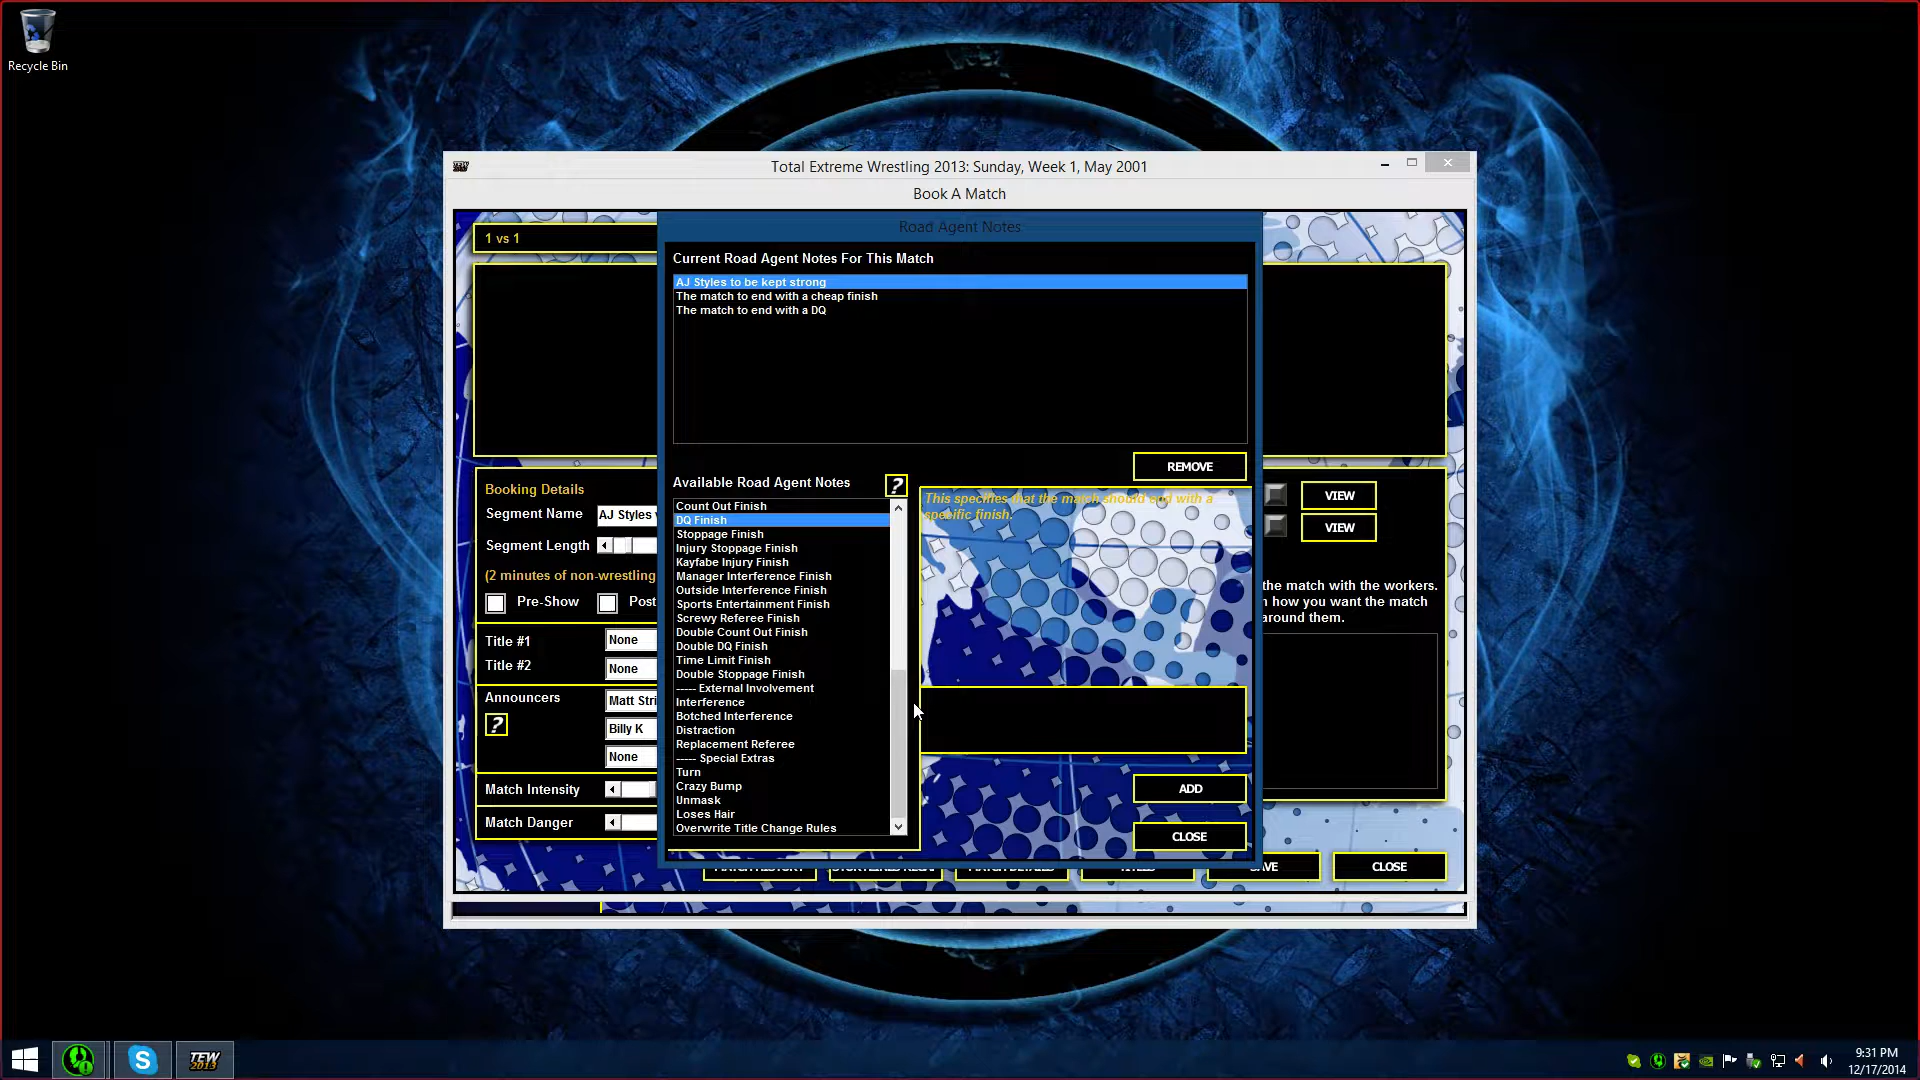 Recycle Bin
Total Extreme Wrestling 2013: Sunday, Week 1, May 2001
Book A Match
1 vs 1
Road Agent Notes
Current Road Agent Notes For This Match
AJ Styles to be kept strong
The match to end with a cheap finish
The match to end with a DQ
REMOVE
Available Road Agent Notes
?
Count Out Finish
DQ Finish
Stoppage Finish
Injury Stoppage Finish
Kayfabe Injury Finish
Manager Interference Finish
Outside Interference Finish
Sports Entertainment Finish
Screwy Referee Finish
Double Count Out Finish
Double DQ Finish
Time Limit Finish
Double Stoppage Finish
----- External Involvement
Interference
Botched Interference
Distraction
Replacement Referee
----- Special Extras
Turn
Crazy Bump
Unmask
Loses Hair
Overwrite Title Change Rules
This specifies that the match should end with a
specific finish.
ADD
CLOSE
Booking Details
Segment Name
AJ Styles
Segment Length
(2 minutes of non-wrestling
Pre-Show
Post
Title #1
None
Title #2
None
Announcers
Matt Stri
?
Billy K
None
Match Intensity
Match Danger
VIEW
VIEW
the match with the workers.
how you want the match
around them.
MATCH HISTORY
MATCH DETAILS
AVE
CLOSE
S
TEW
2013
9:31 PM
12/17/2014